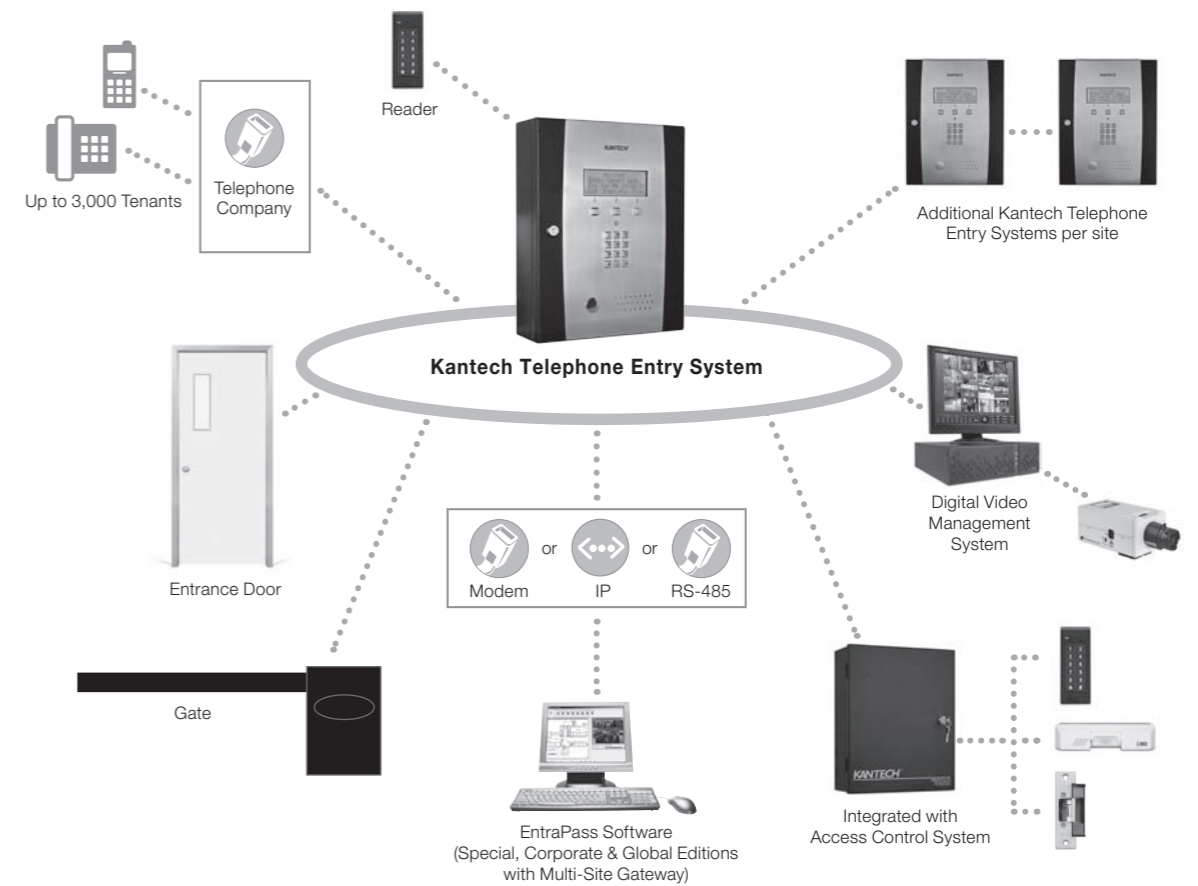 Reader
Up to 3,000 Tenants
Telephone
Company
KANTECH
Additional Kantech Telephone
Entry Systems per site
Kantech Telephone Entry System
Entrance Door
Modem or IP or RS-485
Digital Video
Management
System
Gate
KANTECH
Integrated with
Access Control System
EntraPass Software
(Special, Corporate & Global Editions
with Multi-Site Gateway)